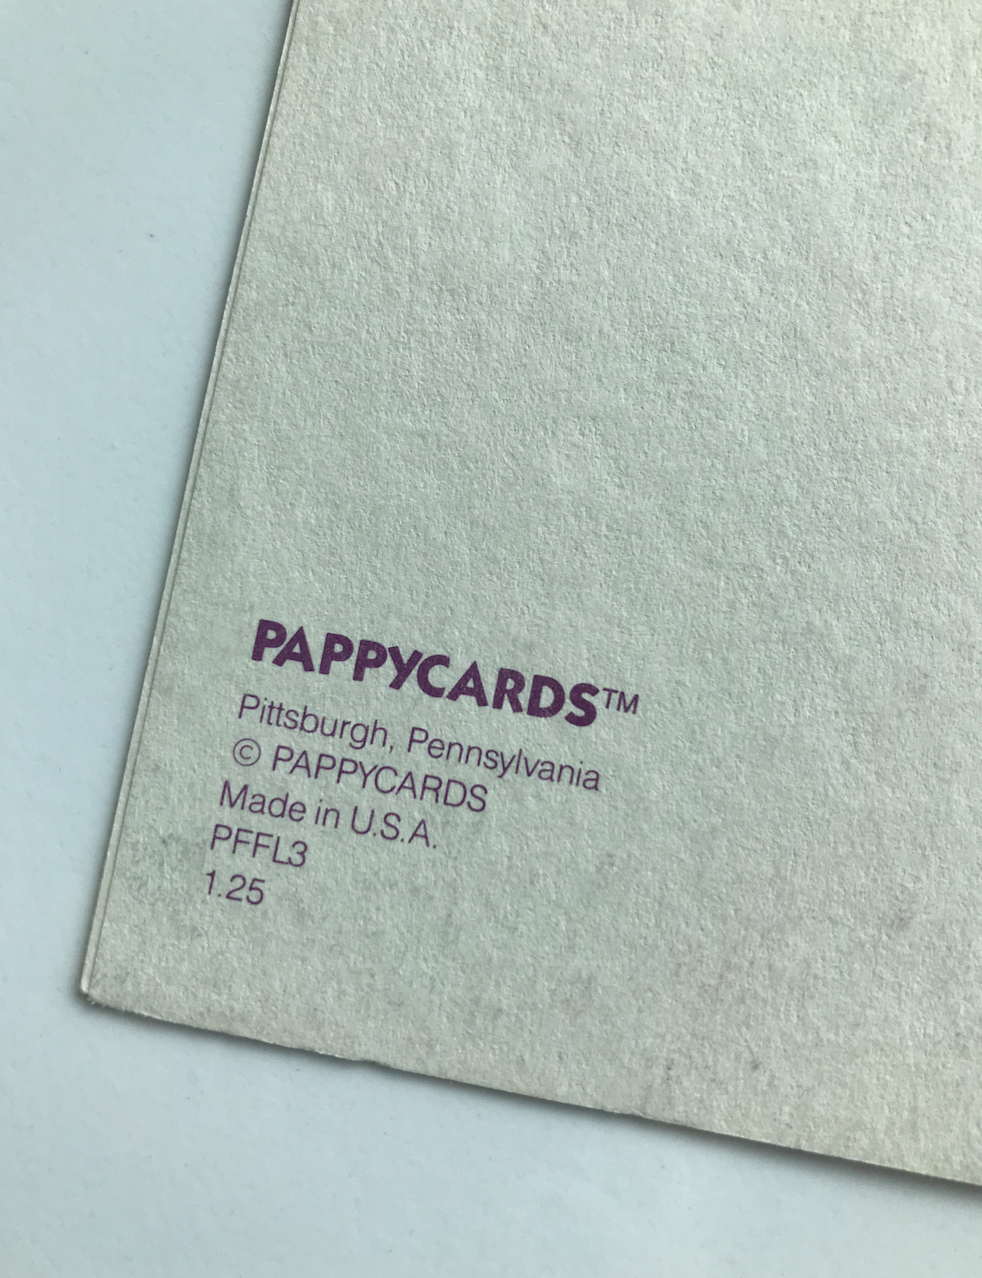 PAPPYCARDS™
Pittsburgh, Pennsylvania
© PAPPYCARDS
Made in U.S.A.
PFFL3
1.25